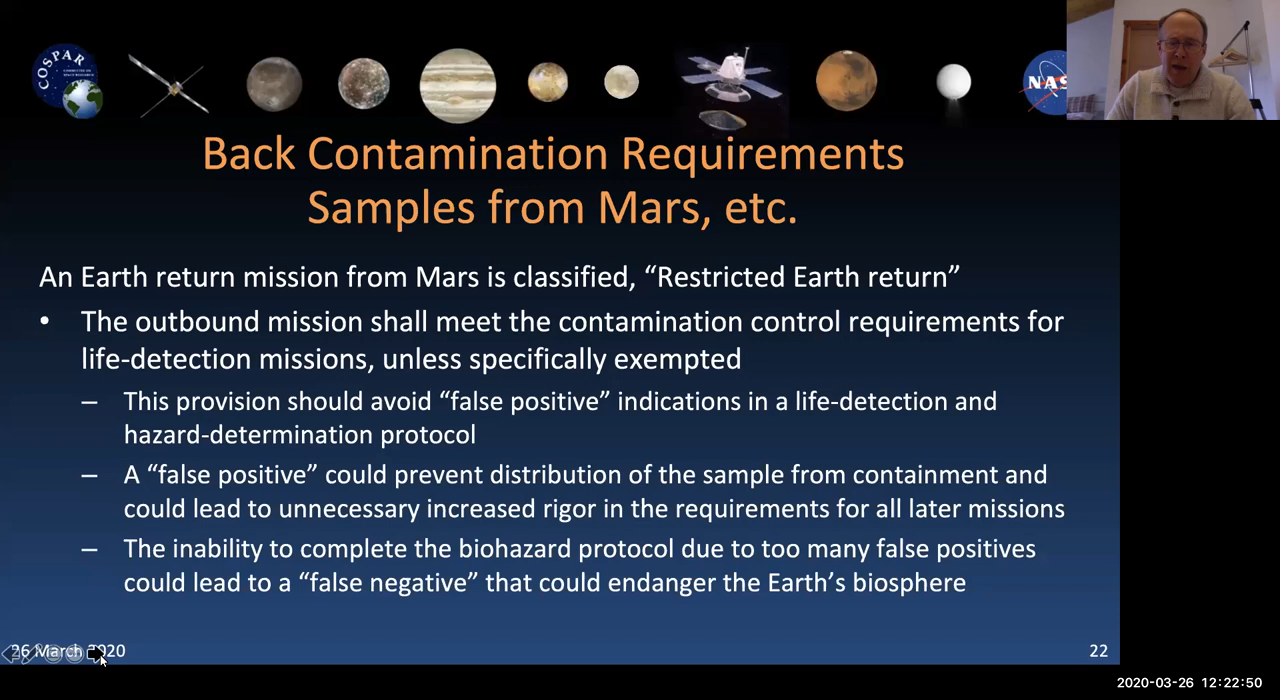 COSPAR
NAS
Back Contamination Requirements
Samples from Mars, etc.
An Earth return mission from Mars is classified, “Restricted Earth return”
• The outbound mission shall meet the contamination control requirements for
life-detection missions, unless specifically exempted
– This provision should avoid “false positive” indications in a life-detection and
hazard-determination protocol
– A “false positive” could prevent distribution of the sample from containment and
could lead to unnecessary increased rigor in the requirements for all later missions
– The inability to complete the biohazard protocol due to too many false positives
could lead to a “false negative” that could endanger the Earth’s biosphere
26 March 2020
22
2020-03-26 12:22:50